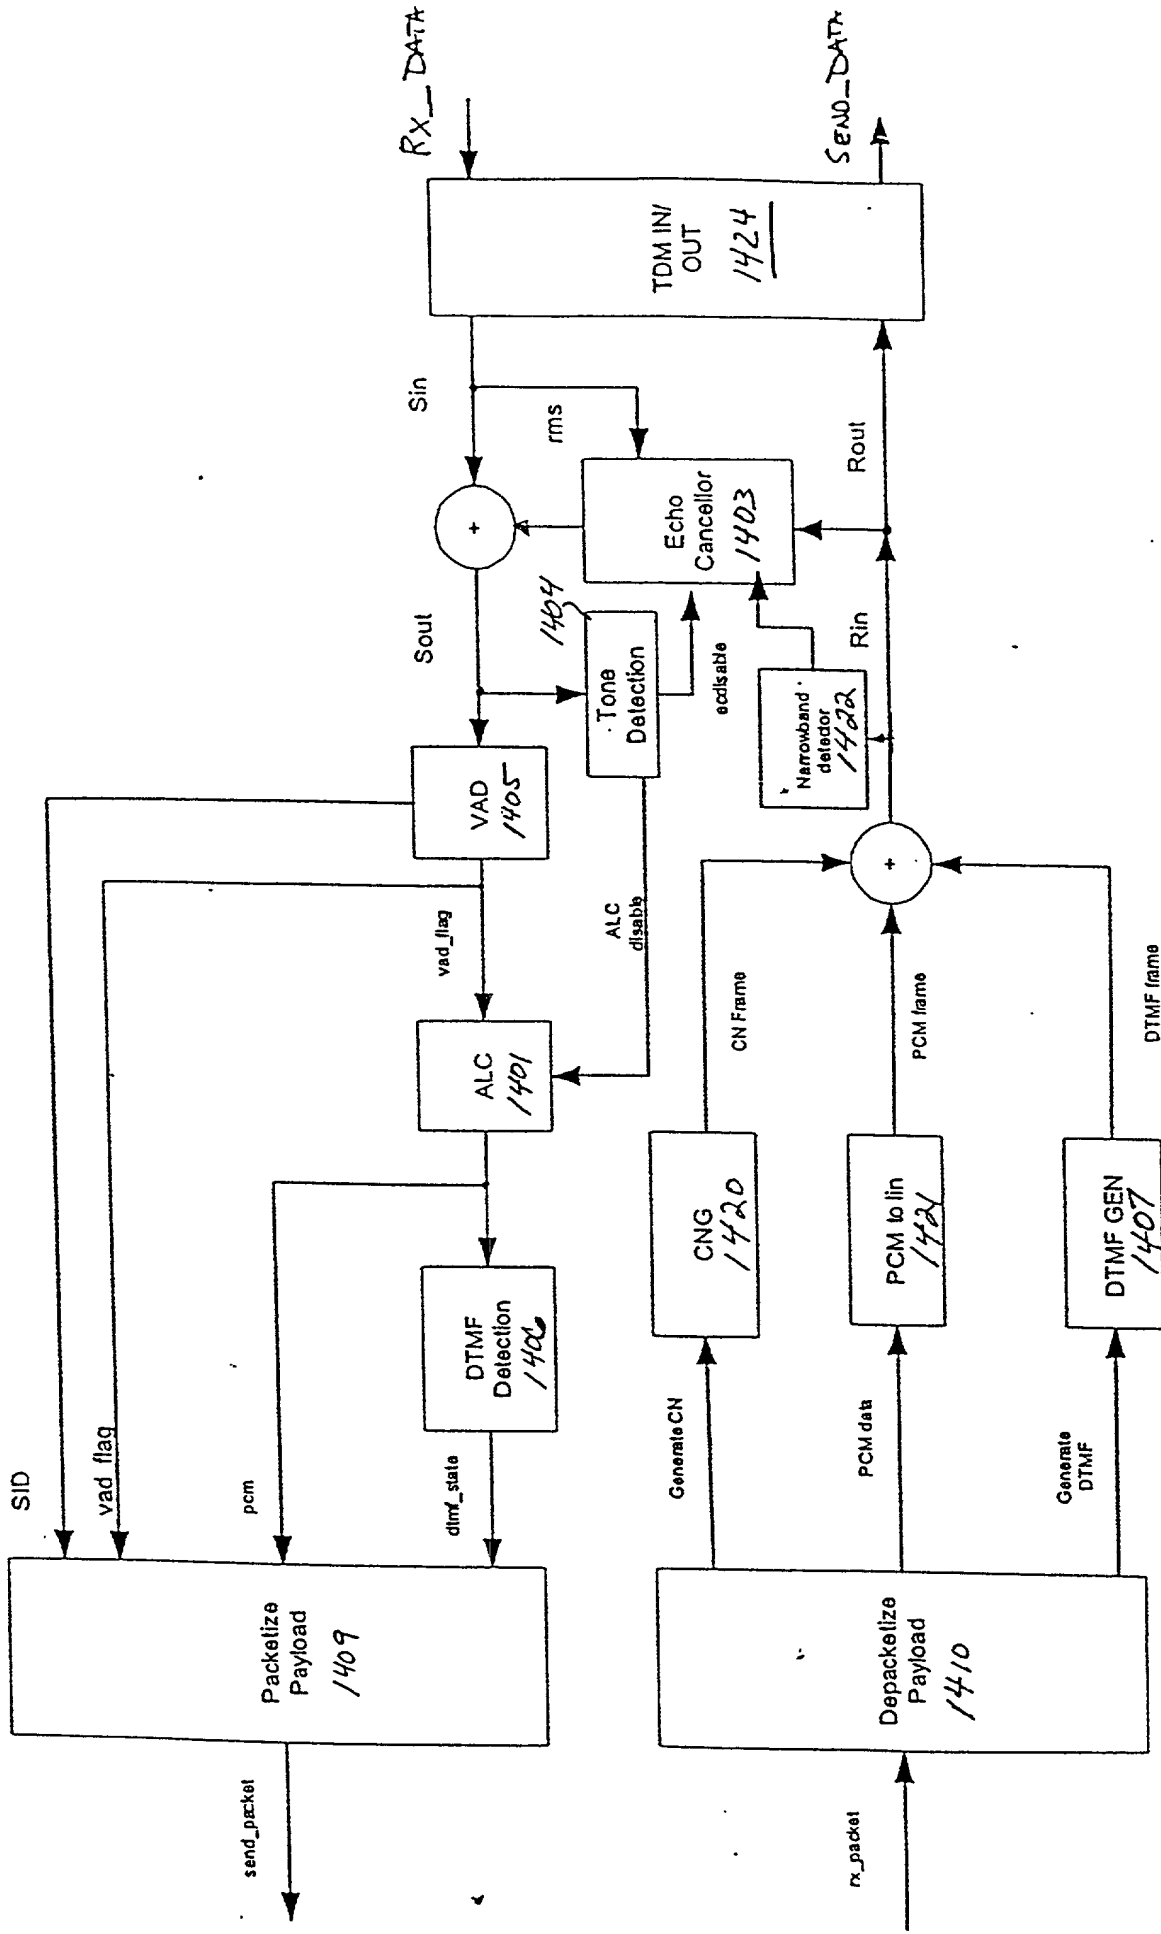 SID
vad flag
send_packet
Packetize
Payload
1409
pcm
dtmf_state
DTMF
Detection
1406
ALC
1401
vad_flag
VAD
1405
Sout
+
Sin
RX_DATA
ALC
disable
Tone
Detection
1404
ecdisable
rms
Echo
Cancellor
1403
TDM IN/
OUT
1424
SEND_DATA
rx_packet
Depacketize
Payload
1410
Generate CN
CNG
1420
CN Frame
PCM data
PCM to lin
1421
PCM frame
Generate
DTMF
DTMF GEN
1407
DTMF frame
+
Narrowband
detector
1422
Rin
Rout